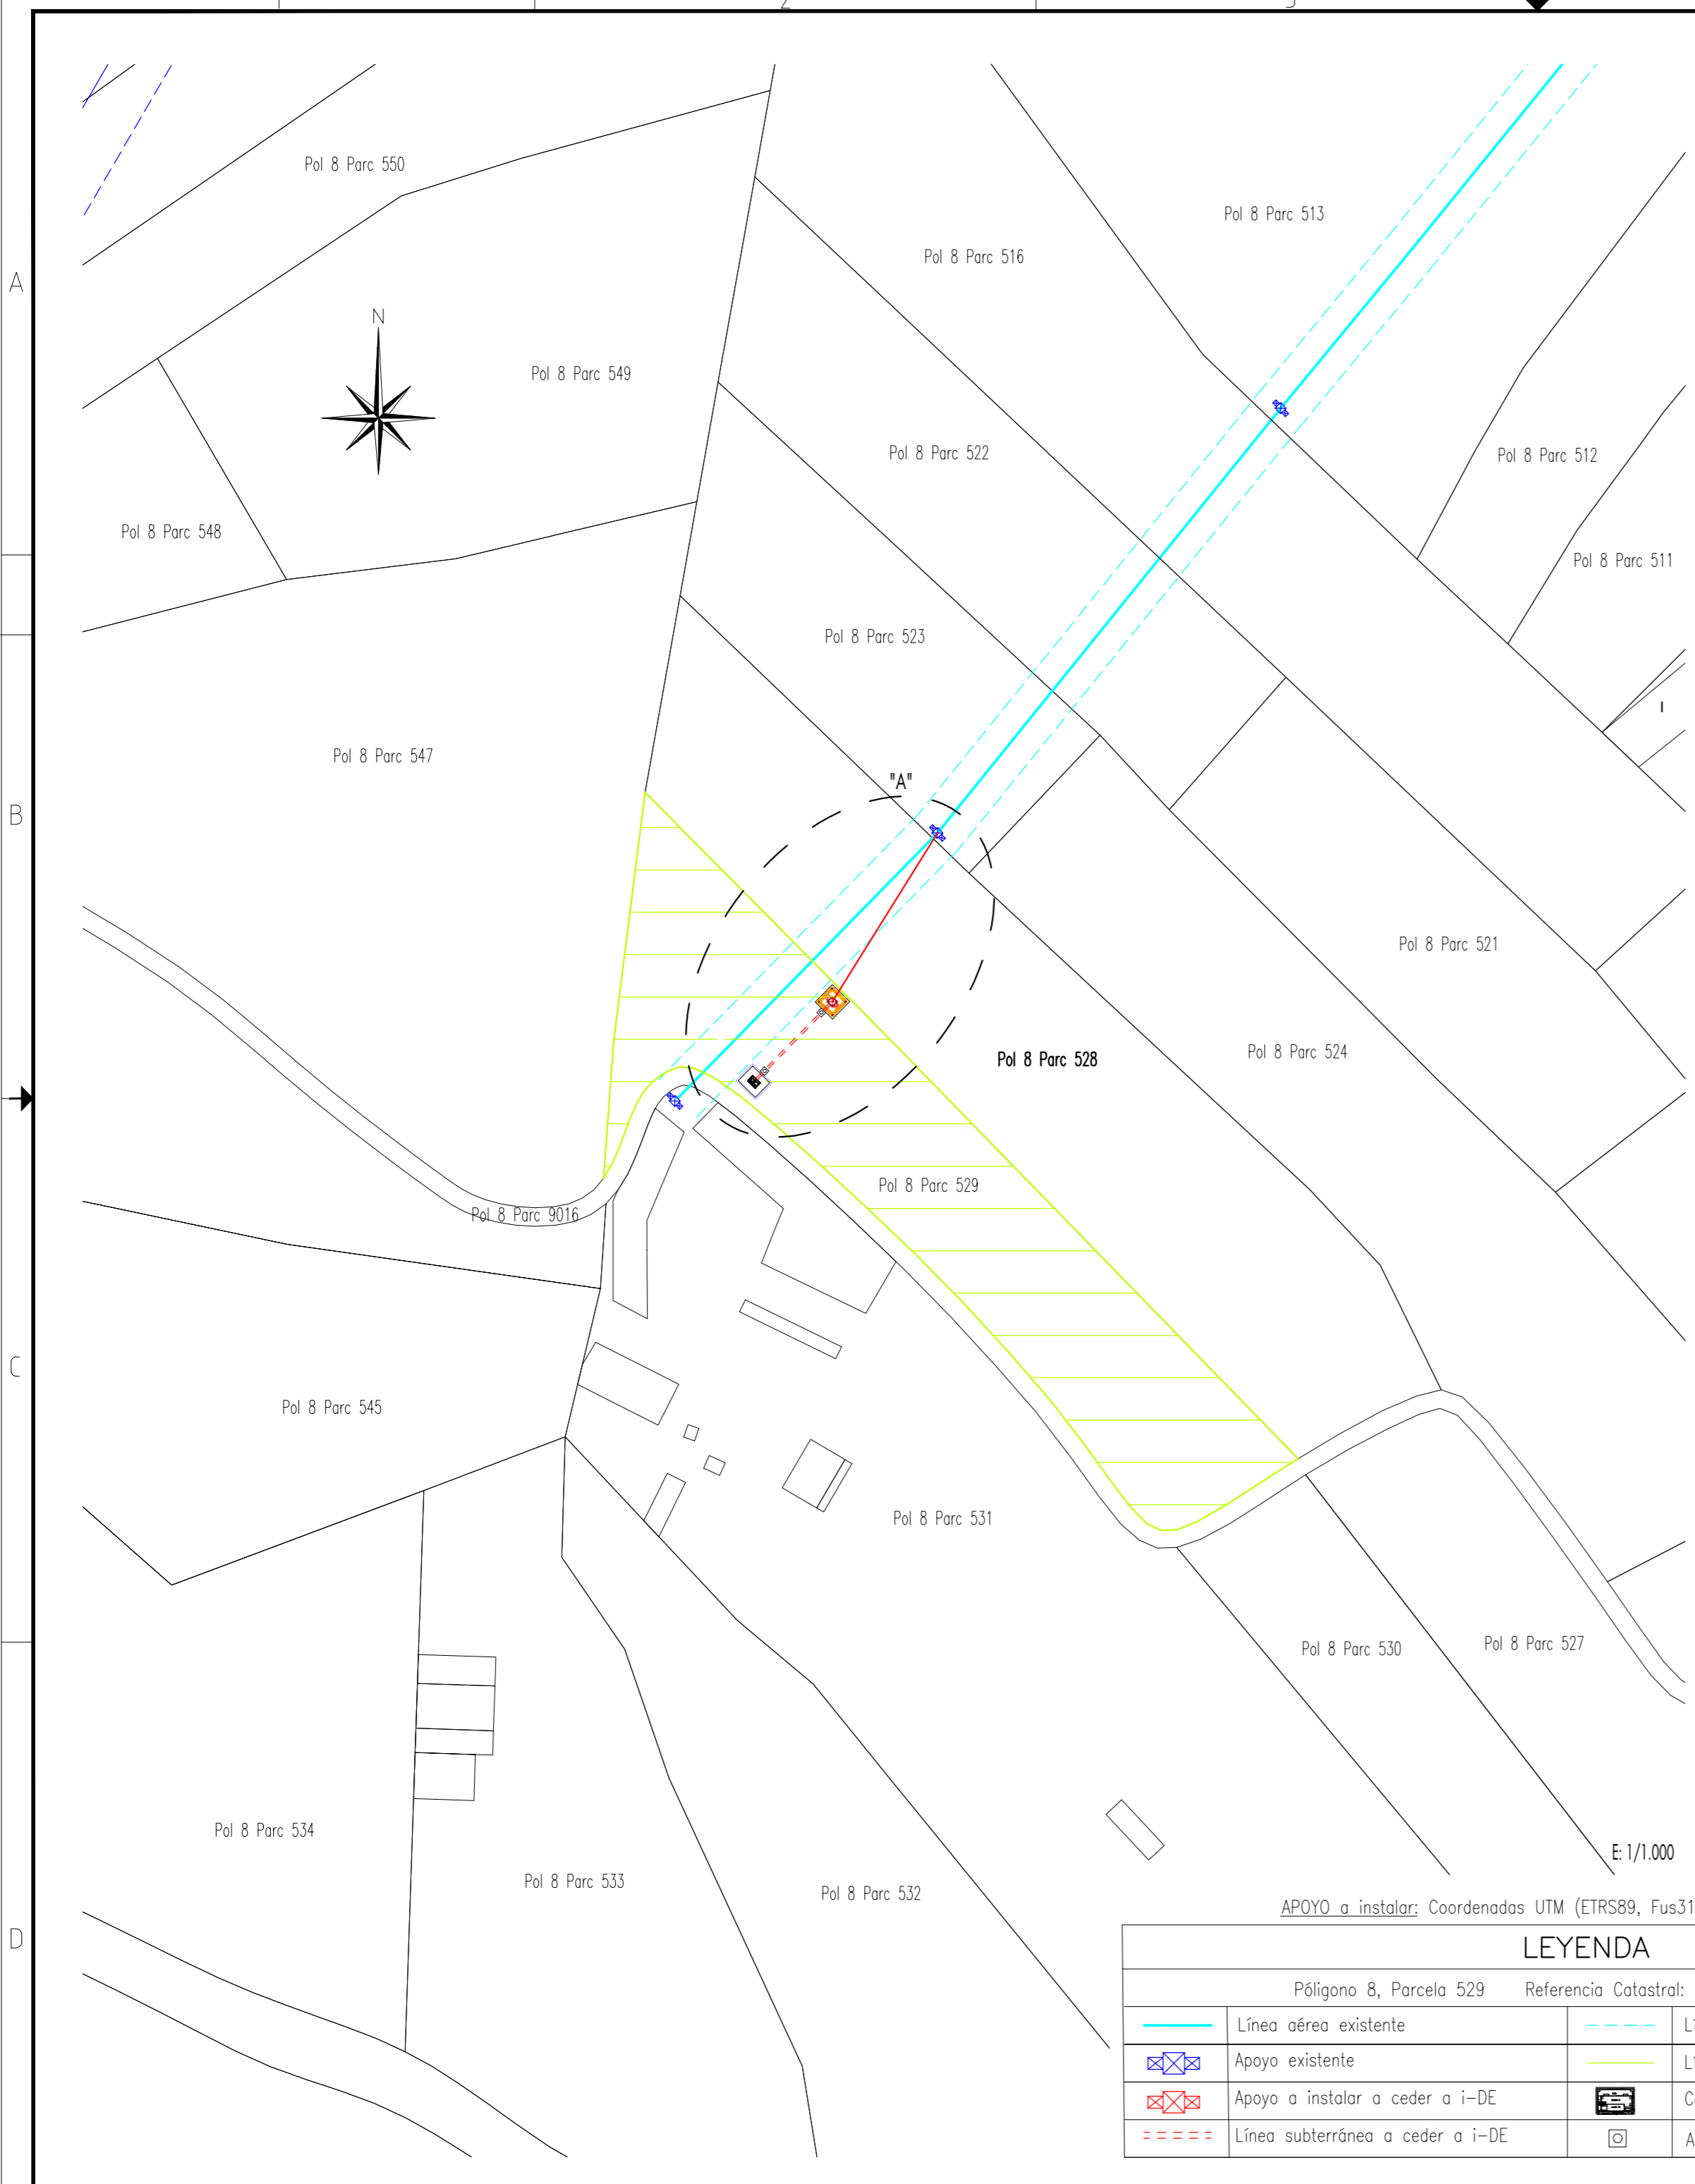 Pol 8 Parc 550
Pol 8 Parc 513
Pol 8 Parc 516
A
N
Pol 8 Parc 549
Pol 8 Parc 522
Pol 8 Parc 512
Pol 8 Parc 548
Pol 8 Parc 511
Pol 8 Parc 523
I
Pol 8 Parc 547
"A"
B
Pol 8 Parc 521
Pol 8 Parc 524
Pol 8 Parc 528
Pol 8 Parc 529
Pol 8 Parc 9016
C
Pol 8 Parc 545
Pol 8 Parc 531
Pol 8 Parc 530
Pol 8 Parc 527
Pol 8 Parc 534
E: 1/1.000
Pol 8 Parc 533
Pol 8 Parc 532
APOYO a instalar: Coordenadas UTM (ETRS89, Fus31
D
LEYENDA
Póligono 8, Parcela 529 Referencia Catastral:
Línea aérea existente
Apoyo existente
Apoyo a instalar a ceder a i-DE
Línea subterránea a ceder a i-DE